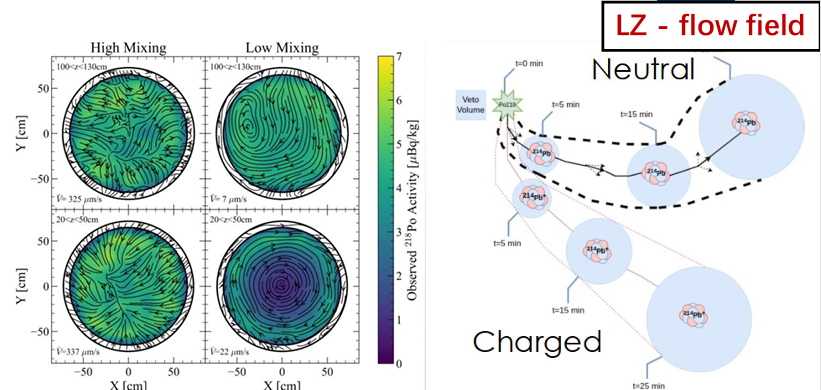 LZ - flow field
High Mixing
Low Mixing
100<z<130cm
100<z<130cm
50
0
−50
Y [cm]
V̄= 325 μm/s
V̄= 7 μm/s
20<z<50cm
20<z<50cm
50
0
−50
Y [cm]
V̄=337 μm/s
V̄=22 μm/s
−50 0 50
−50 0 50
X [cm]
X [cm]
7
6
5
4
3
2
1
0
Observed ²¹⁸Po Activity [μBq/kg]
Neutral
t=0 min
Veto
Volume
Po218
t=5 min
t=15 min
²¹⁴Pb
²¹⁴Pb
²¹⁴Pb
²¹⁴Pb⁺
t=5 min
²¹⁴Pb⁺
t=15 min
²¹⁴Pb⁺
Charged
t=25 min